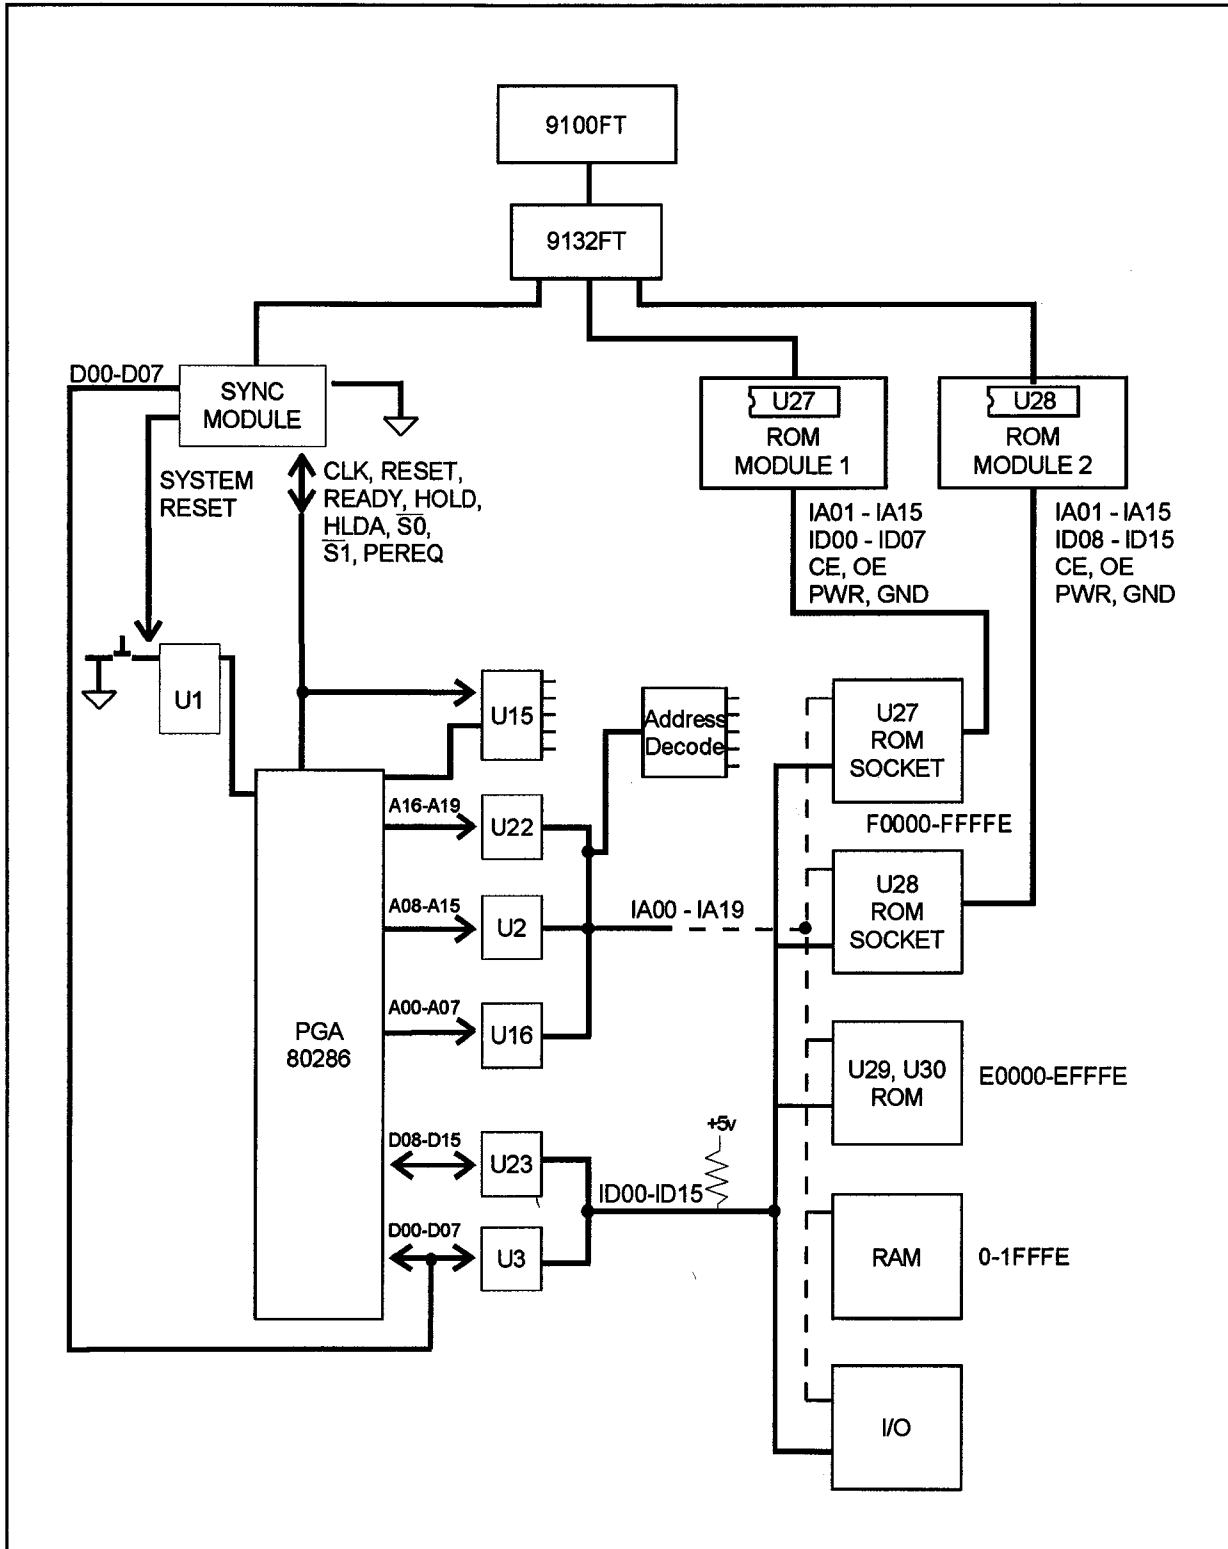 9100FT
9132FT
D00-D07
SYNC
MODULE
U27
ROM
MODULE 1
U28
ROM
MODULE 2
SYSTEM
RESET
CLK, RESET,
READY, HOLD,
HLDA, S̅0̅,
S̅1̅, PEREQ
IA01 - IA15
ID00 - ID07
CE, OE
PWR, GND
IA01 - IA15
ID08 - ID15
CE, OE
PWR, GND
U1
U15
Address
Decode
U27
ROM
SOCKET
F0000-FFFFE
A16-A19
U22
U28
ROM
SOCKET
A08-A15
U2
IA00 - IA19
A00-A07
U16
PGA
80286
U29, U30
ROM
E0000-EFFFE
D08-D15
U23
+5v
ID00-ID15
D00-D07
U3
RAM
0-1FFFE
I/O